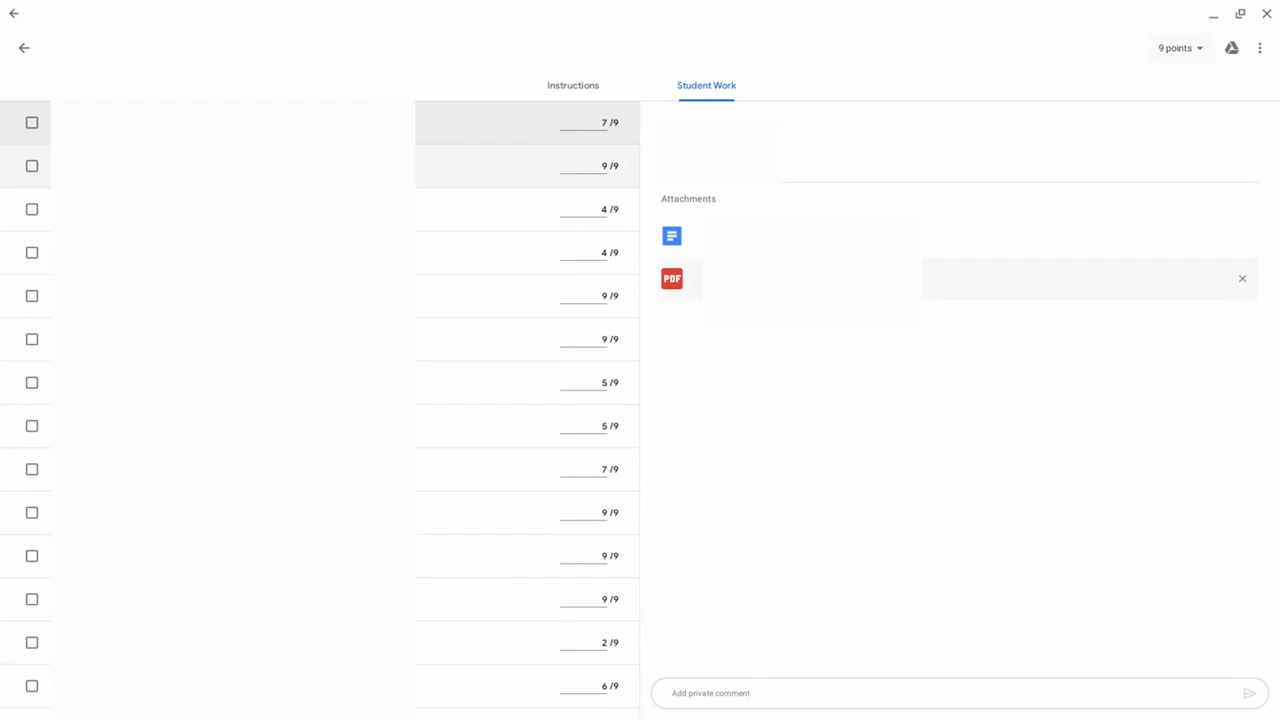 9 points
Instructions
Student Work
7 /9
9 /9
4 /9
4 /9
9 /9
9 /9
5 /9
5 /9
7 /9
9 /9
9 /9
9 /9
2 /9
6 /9
Attachments
PDF
Add private comment